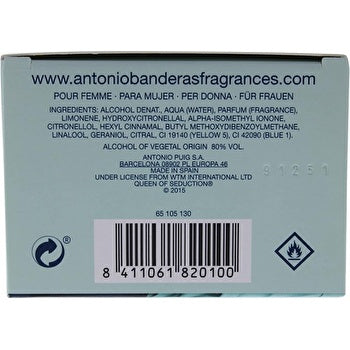 www.antoniobanderasfragrances.com
POUR FEMME - PARA MUJER - PER DONNA - FÜR FRAUEN
INGREDIENTS: ALCOHOL DENAT., AQUA (WATER), PARFUM (FRAGRANCE),
LIMONENE, HYDROXYCITRONELLAL, ALPHA-ISOMETHYL IONONE,
CITRONELLOL, HEXYL CINNAMAL, BUTYL METHOXYDIBENZOYLMETHANE,
LINALOOL, GERANIOL, CITRAL, CI 19140 (YELLOW 5), CI 42090 (BLUE 1).
ALCOHOL OF VEGETAL ORIGIN 80% VOL.
ANTONIO PUIG S.A.
BARCELONA 08902 PL EUROPA 46
MADE IN SPAIN
UNDER LICENSE FROM WTM INTERNATIONAL LTD
QUEEN OF SEDUCTION®
© 2015
91251
65 105 130
8 411061 820100